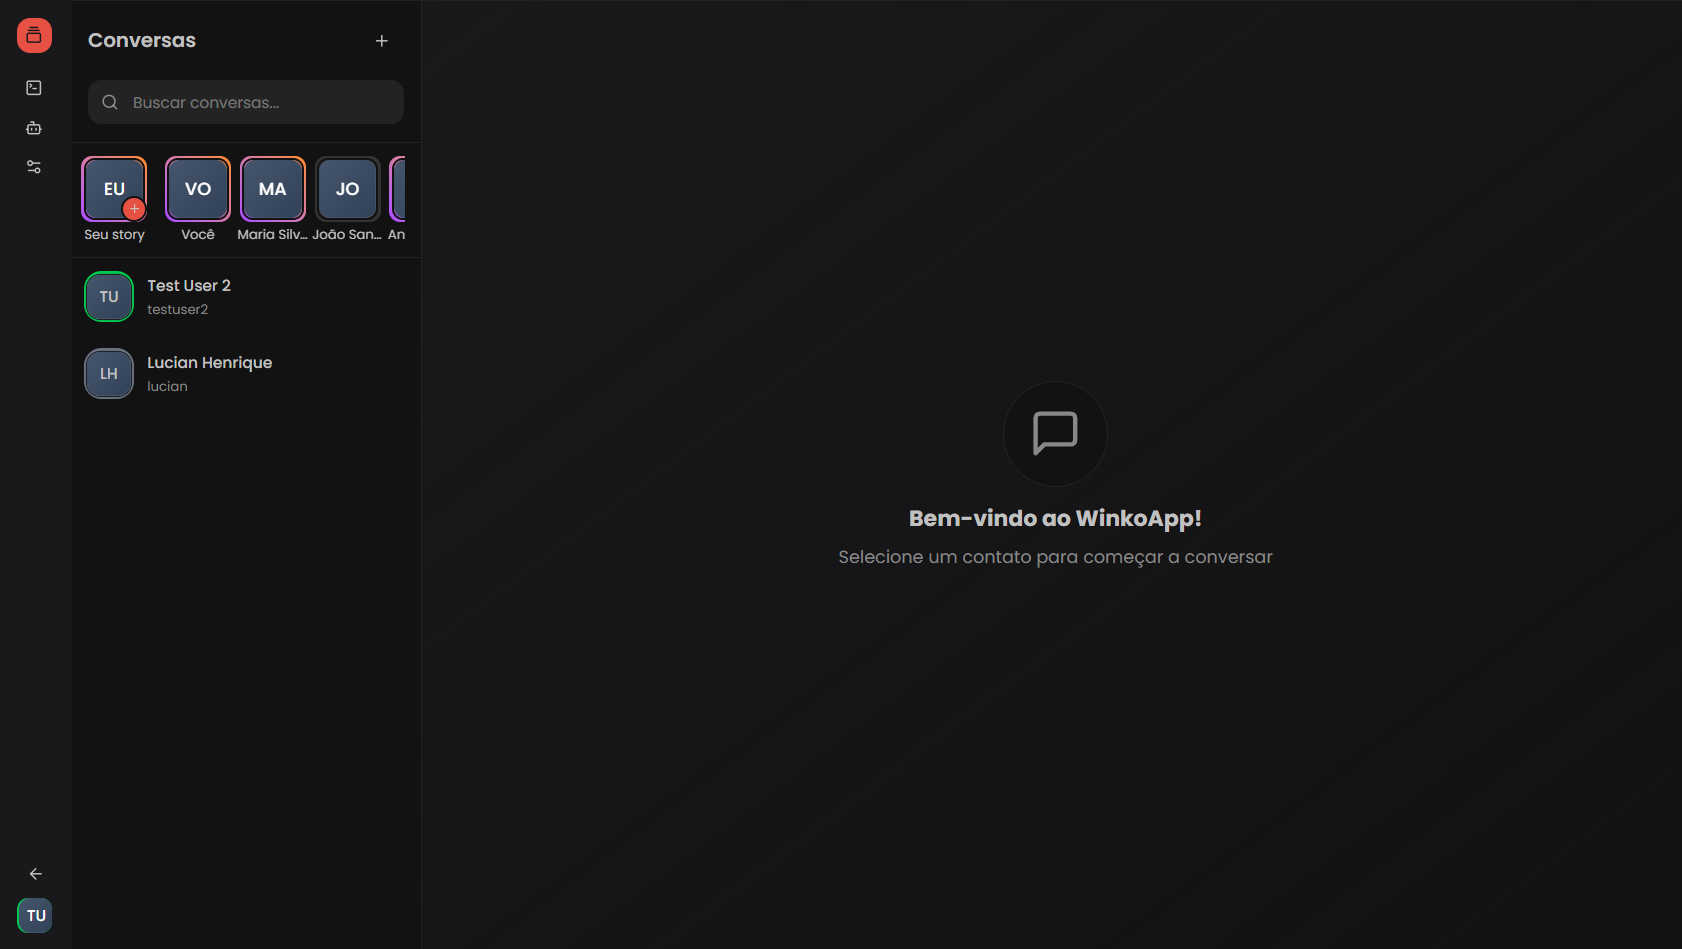 Conversas
Buscar conversas...
EU
VO
MA
JO
Seu story
Você
Maria Silv...
João San...
An
TU
Test User 2
testuser2
LH
Lucian Henrique
lucian
Bem-vindo ao WinkoApp!
Selecione um contato para começar a conversar
TU